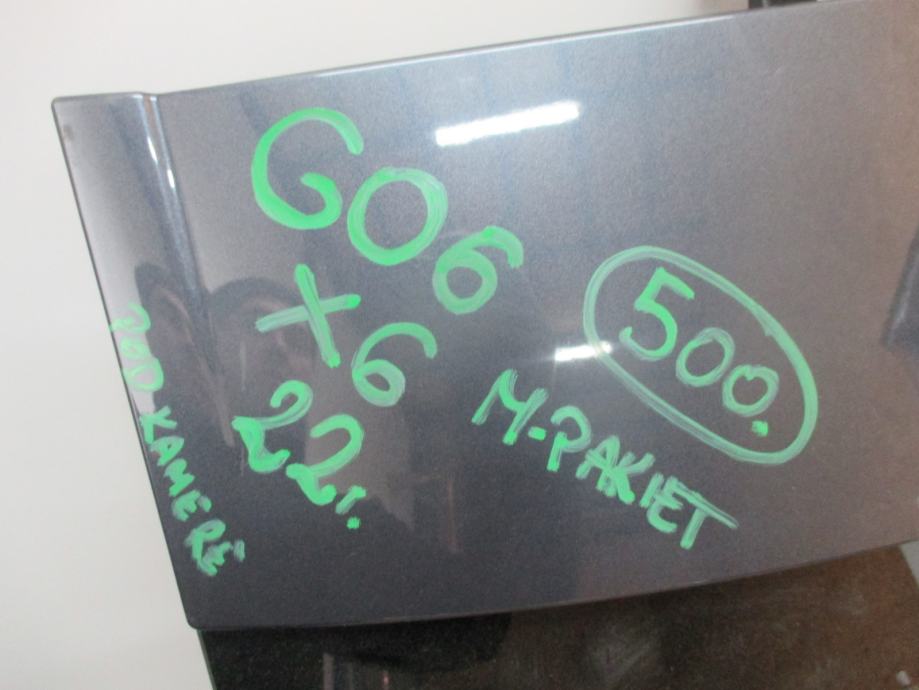 G06
X6
22r.
500.
M-PAKIET
POD KAMERĘ